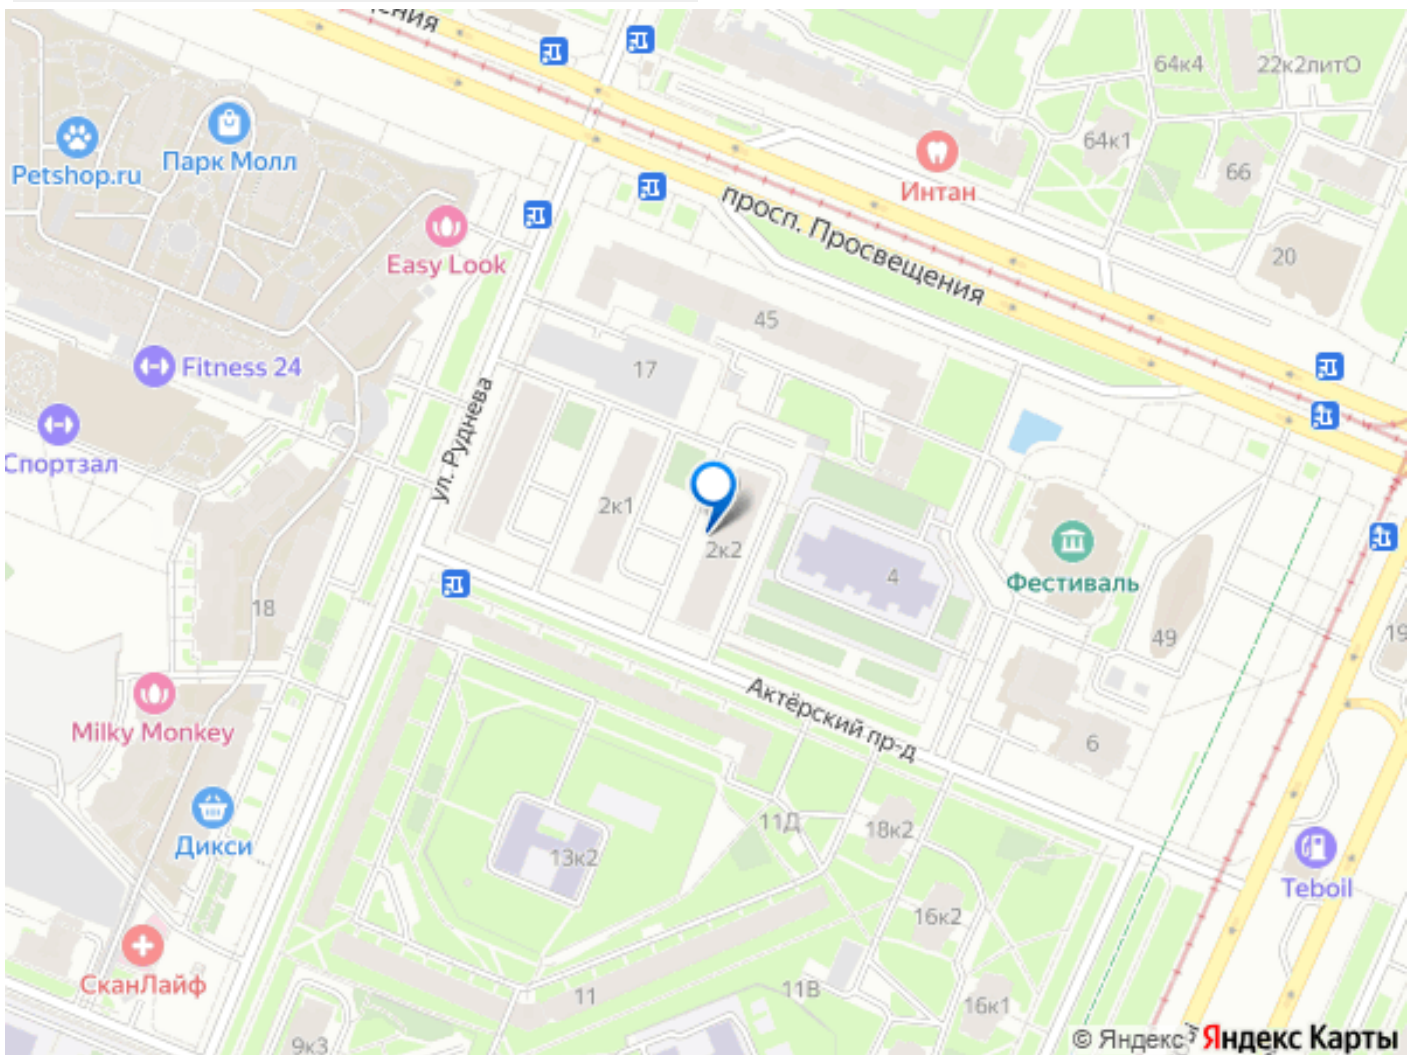 64к4
22к2литО
Парк Молл
Petshop.ru
64к1
66
Интан
просп. Просвещения
20
Easy Look
45
Fitness 24
17
ул. Руднева
Спортзал
2к1
2к2
4
Фестиваль
18
49
19
Актёрский пр-д
Milky Monkey
6
11Д
18к2
Дикси
13к2
Teboil
16к2
СканЛайф
11
11В
16к1
9к3
© Яндекс Яндекс Карты